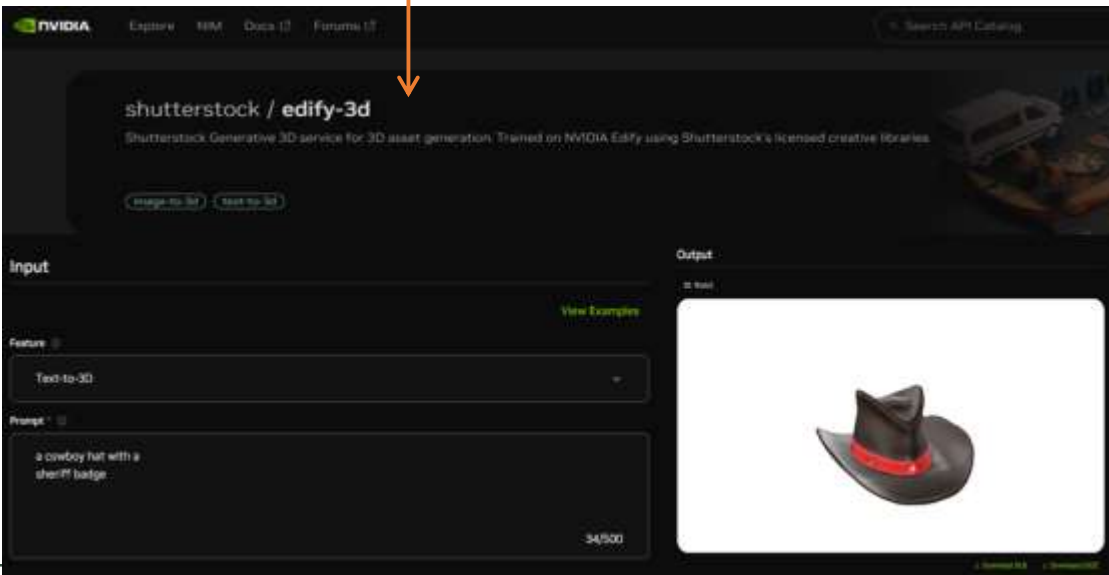 NVIDIA
Explore NIM Docs Forums
Search API Catalog
shutterstock / edify-3d
Shutterstock Generative 3D service for 3D asset generation. Trained on NVIDIA Edify using Shutterstock's licensed creative libraries.
image-to-3d text-to-3d
Input
View Examples
Feature
Text-to-3D
Prompt *
a cowboy hat with a
sheriff badge
34/500
Output